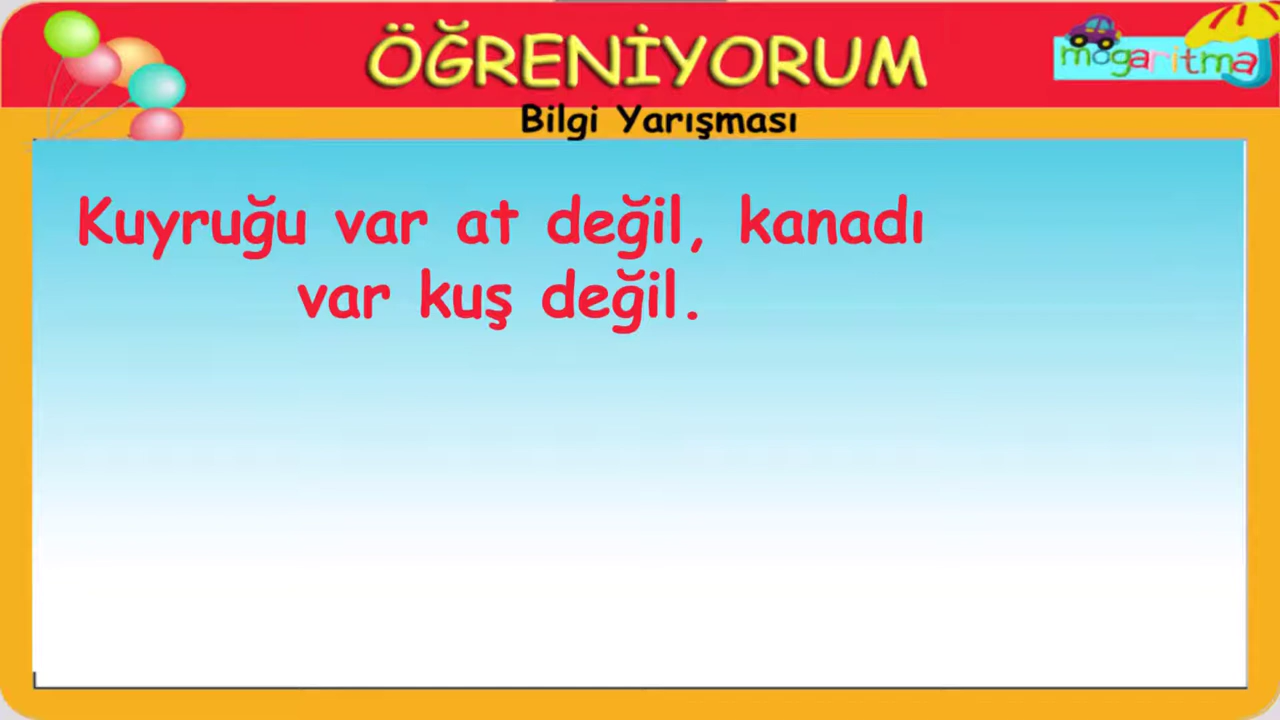 ÖĞRENİYORUM
mogaritma
Bilgi Yarışması
Kuyruğu var at değil, kanadı
var kuş değil.